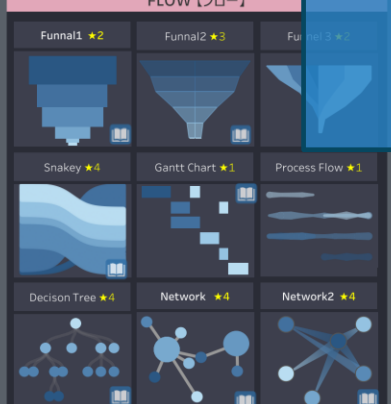 FLOW【フロー】
Funnal1 ★2
Funnal2 ★3
Funnel 3 ★2
Snakey ★4
Gantt Chart ★1
Process Flow ★1
Decison Tree ★4
Network ★4
Network2 ★4